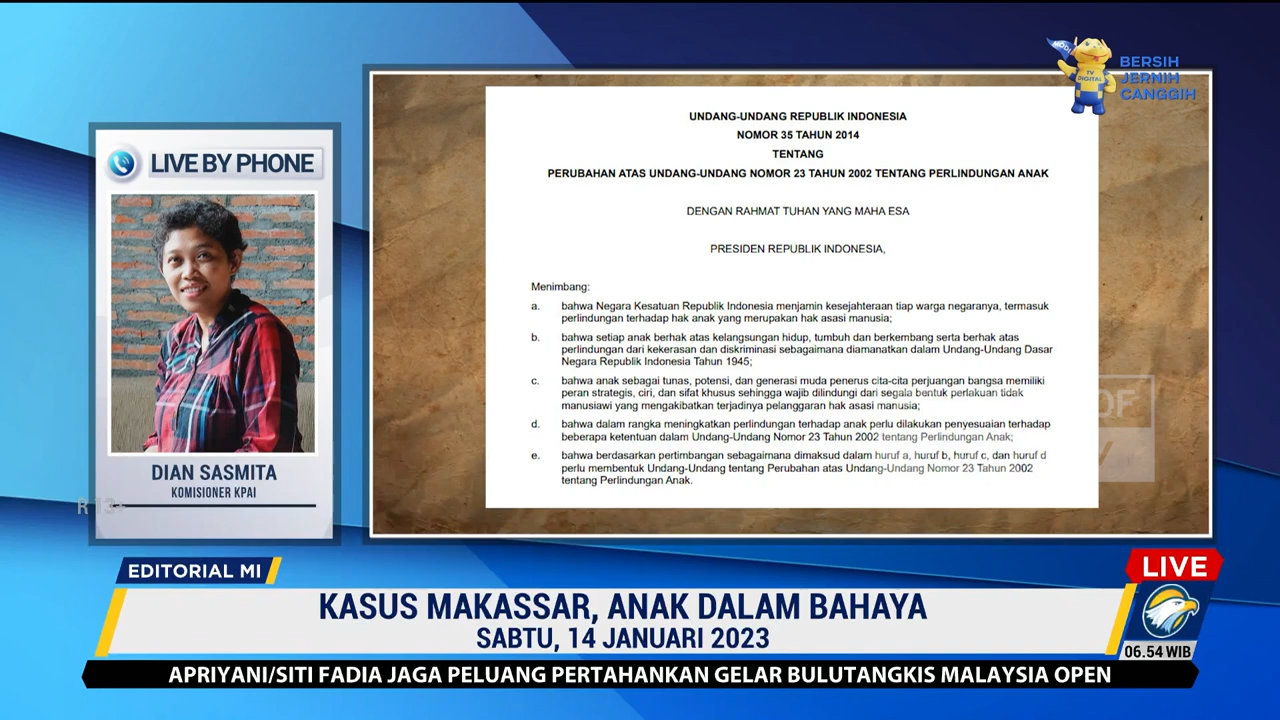 MODI
TV
DIGITAL
BERSIH
JERNIH
CANGGIH
LIVE BY PHONE
DIAN SASMITA
KOMISIONER KPAI
R 13+
UNDANG-UNDANG REPUBLIK INDONESIA
NOMOR 35 TAHUN 2014
TENTANG
PERUBAHAN ATAS UNDANG-UNDANG NOMOR 23 TAHUN 2002 TENTANG PERLINDUNGAN ANAK
DENGAN RAHMAT TUHAN YANG MAHA ESA
PRESIDEN REPUBLIK INDONESIA,
Menimbang:
a. bahwa Negara Kesatuan Republik Indonesia menjamin kesejahteraan tiap warga negaranya, termasuk
perlindungan terhadap hak anak yang merupakan hak asasi manusia;
b. bahwa setiap anak berhak atas kelangsungan hidup, tumbuh dan berkembang serta berhak atas
perlindungan dari kekerasan dan diskriminasi sebagaimana diamanatkan dalam Undang-Undang Dasar
Negara Republik Indonesia Tahun 1945;
c. bahwa anak sebagai tunas, potensi, dan generasi muda penerus cita-cita perjuangan bangsa memiliki
peran strategis, ciri, dan sifat khusus sehingga wajib dilindungi dari segala bentuk perlakuan tidak
manusiawi yang mengakibatkan terjadinya pelanggaran hak asasi manusia;
d. bahwa dalam rangka meningkatkan perlindungan terhadap anak perlu dilakukan penyesuaian terhadap
beberapa ketentuan dalam Undang-Undang Nomor 23 Tahun 2002 tentang Perlindungan Anak;
e. bahwa berdasarkan pertimbangan sebagaimana dimaksud dalam huruf a, huruf b, huruf c, dan huruf d
perlu membentuk Undang-Undang tentang Perubahan atas Undang-Undang Nomor 23 Tahun 2002
tentang Perlindungan Anak.
EDITORIAL MI
LIVE
KASUS MAKASSAR, ANAK DALAM BAHAYA
SABTU, 14 JANUARI 2023
06.54 WIB
APRIYANI/SITI FADIA JAGA PELUANG PERTAHANKAN GELAR BULUTANGKIS MALAYSIA OPEN